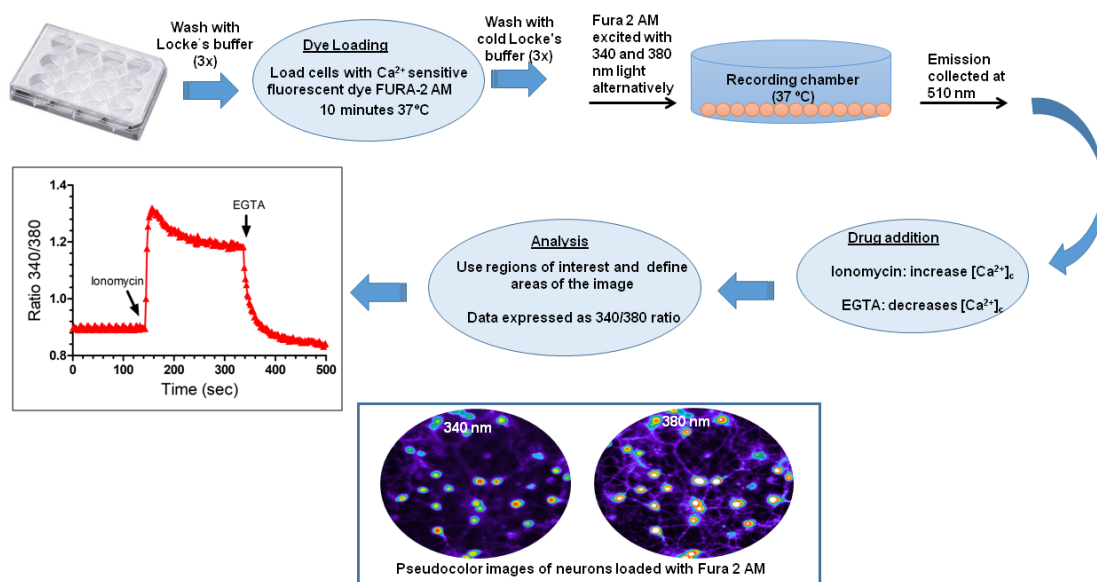 Wash with
Locke's buffer
(3x)
Dye Loading
Load cells with Ca²⁺ sensitive
fluorescent dye FURA-2 AM
10 minutes 37°C
Wash with
cold Locke's
buffer (3x)
Fura 2 AM
excited with
340 and 380
nm light
alternatively
Recording chamber
(37 °C)
Emission
collected at
510 nm
Drug addition
Ionomycin: increase [Ca²⁺]c
EGTA: decreases [Ca²⁺]c
Analysis
Use regions of interest and define
areas of the image
Data expressed as 340/380 ratio
Ratio 340/380
1.4
1.2
1.0
0.8
Ionomycin
EGTA
0
100
200
300
400
500
Time (sec)
340 nm
380 nm
Pseudocolor images of neurons loaded with Fura 2 AM